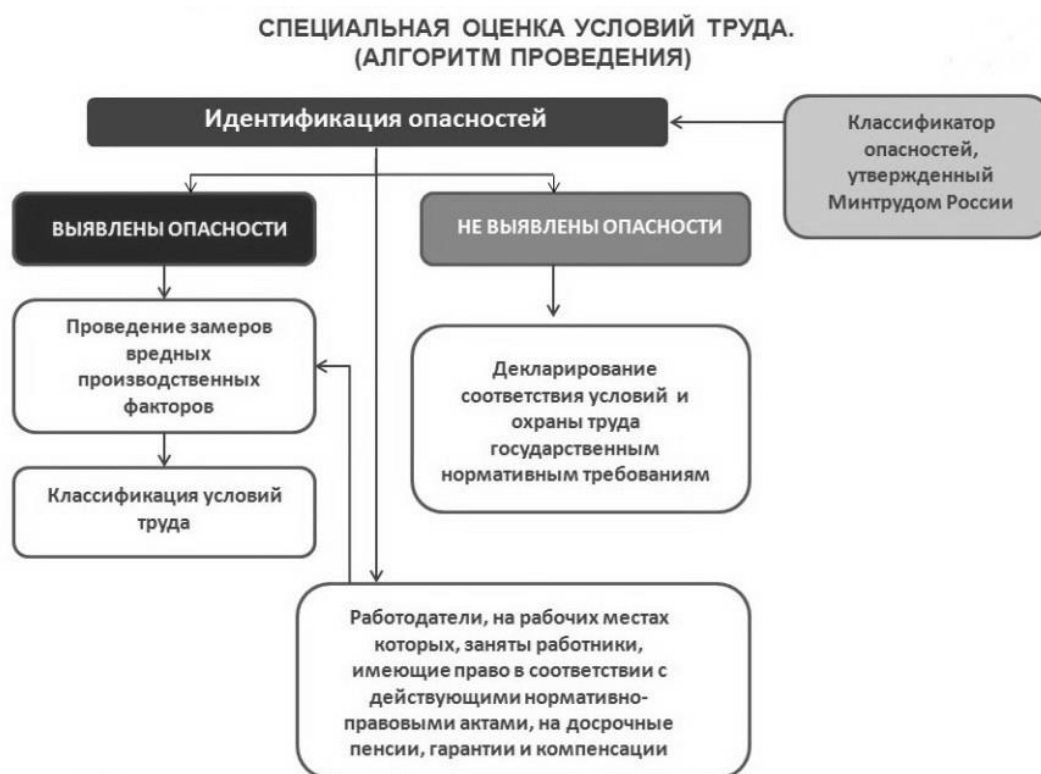 СПЕЦИАЛЬНАЯ ОЦЕНКА УСЛОВИЙ ТРУДА.
(АЛГОРИТМ ПРОВЕДЕНИЯ)
Идентификация опасностей
Классификатор
опасностей,
утвержденный
Минтрудом России
ВЫЯВЛЕНЫ ОПАСНОСТИ
НЕ ВЫЯВЛЕНЫ ОПАСНОСТИ
Проведение замеров
вредных
производственных
факторов
Декларирование
соответствия условий и
охраны труда
государственным
нормативным требованиям
Классификация условий
труда
Работодатели, на рабочих местах
которых, заняты работники,
имеющие право в соответствии с
действующими нормативно-
правовыми актами, на досрочные
пенсии, гарантии и компенсации